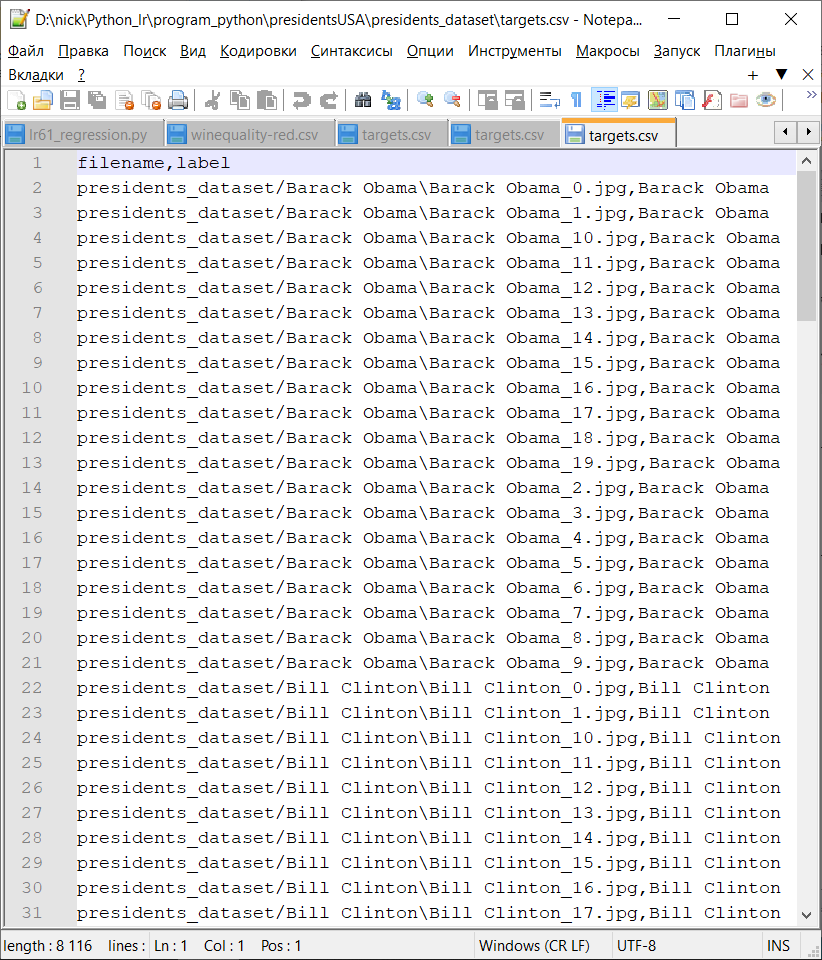 D:\nick\Python_lr\program_python\presidentsUSA\presidents_dataset\targets.csv - Notepa...
Файл Правка Поиск Вид Кодировки Синтаксисы Опции Инструменты Макросы Запуск Плагины
Вкладки ? + ▼ X
lr61_regression.py winequality-red.csv targets.csv targets.csv targets.csv
1 filename,label
2 presidents_dataset/Barack Obama\Barack Obama_0.jpg,Barack Obama
3 presidents_dataset/Barack Obama\Barack Obama_1.jpg,Barack Obama
4 presidents_dataset/Barack Obama\Barack Obama_10.jpg,Barack Obama
5 presidents_dataset/Barack Obama\Barack Obama_11.jpg,Barack Obama
6 presidents_dataset/Barack Obama\Barack Obama_12.jpg,Barack Obama
7 presidents_dataset/Barack Obama\Barack Obama_13.jpg,Barack Obama
8 presidents_dataset/Barack Obama\Barack Obama_14.jpg,Barack Obama
9 presidents_dataset/Barack Obama\Barack Obama_15.jpg,Barack Obama
10 presidents_dataset/Barack Obama\Barack Obama_16.jpg,Barack Obama
11 presidents_dataset/Barack Obama\Barack Obama_17.jpg,Barack Obama
12 presidents_dataset/Barack Obama\Barack Obama_18.jpg,Barack Obama
13 presidents_dataset/Barack Obama\Barack Obama_19.jpg,Barack Obama
14 presidents_dataset/Barack Obama\Barack Obama_2.jpg,Barack Obama
15 presidents_dataset/Barack Obama\Barack Obama_3.jpg,Barack Obama
16 presidents_dataset/Barack Obama\Barack Obama_4.jpg,Barack Obama
17 presidents_dataset/Barack Obama\Barack Obama_5.jpg,Barack Obama
18 presidents_dataset/Barack Obama\Barack Obama_6.jpg,Barack Obama
19 presidents_dataset/Barack Obama\Barack Obama_7.jpg,Barack Obama
20 presidents_dataset/Barack Obama\Barack Obama_8.jpg,Barack Obama
21 presidents_dataset/Barack Obama\Barack Obama_9.jpg,Barack Obama
22 presidents_dataset/Bill Clinton\Bill Clinton_0.jpg,Bill Clinton
23 presidents_dataset/Bill Clinton\Bill Clinton_1.jpg,Bill Clinton
24 presidents_dataset/Bill Clinton\Bill Clinton_10.jpg,Bill Clinton
25 presidents_dataset/Bill Clinton\Bill Clinton_11.jpg,Bill Clinton
26 presidents_dataset/Bill Clinton\Bill Clinton_12.jpg,Bill Clinton
27 presidents_dataset/Bill Clinton\Bill Clinton_13.jpg,Bill Clinton
28 presidents_dataset/Bill Clinton\Bill Clinton_14.jpg,Bill Clinton
29 presidents_dataset/Bill Clinton\Bill Clinton_15.jpg,Bill Clinton
30 presidents_dataset/Bill Clinton\Bill Clinton_16.jpg,Bill Clinton
31 presidents_dataset/Bill Clinton\Bill Clinton_17.jpg,Bill Clinton
length : 8 116 lines : Ln : 1 Col : 1 Pos : 1 Windows (CR LF) UTF-8 INS